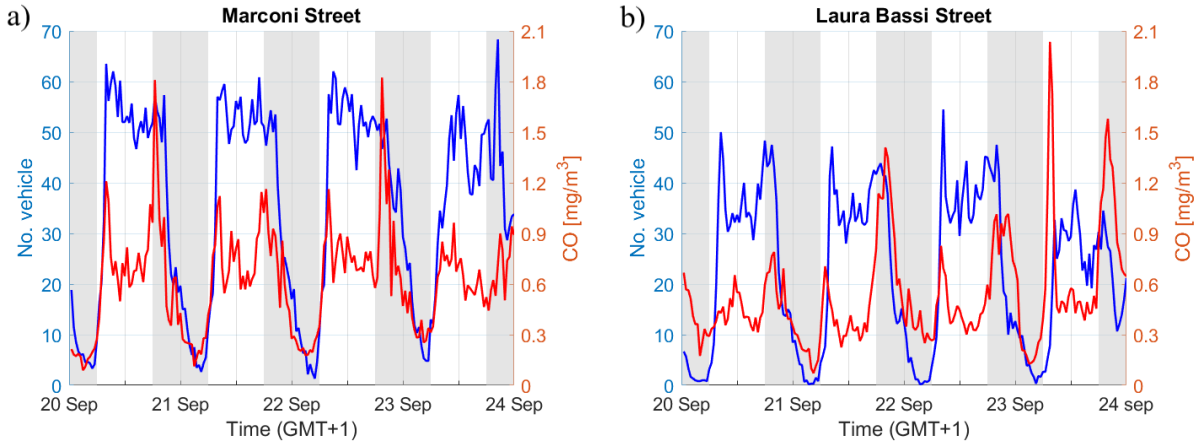 a)
Marconi Street
70
60
50
40
30
20
10
0
No. vehicle
2.1
1.8
1.5
1.2
0.9
0.6
0.3
0
CO [mg/m³]
20 Sep 21 Sep 22 Sep 23 Sep 24 Sep
Time (GMT+1)
b)
Laura Bassi Street
70
60
50
40
30
20
10
0
No. vehicle
2.1
1.8
1.5
1.2
0.9
0.6
0.3
0
CO [mg/m³]
20 Sep 21 Sep 22 Sep 23 Sep 24 sep
Time (GMT+1)